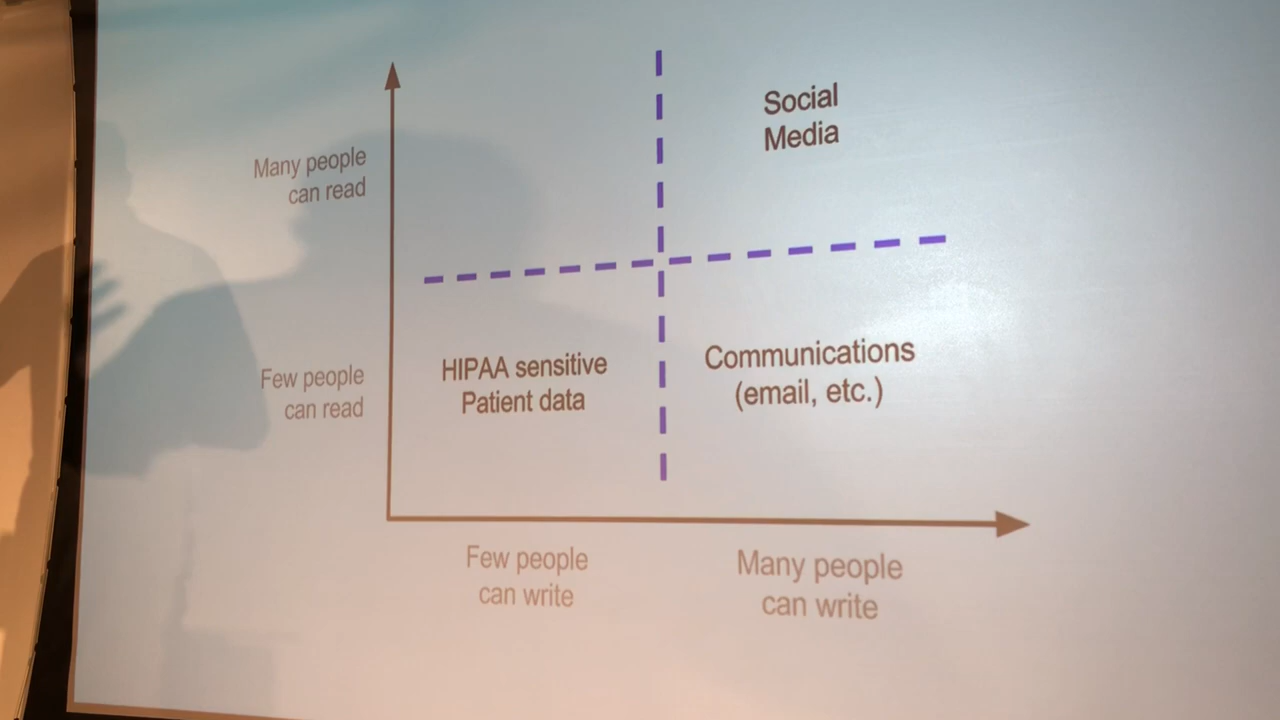 Social
Media
Many people
can read
HIPAA sensitive
Patient data
Communications
(email, etc.)
Few people
can read
Few people
can write
Many people
can write